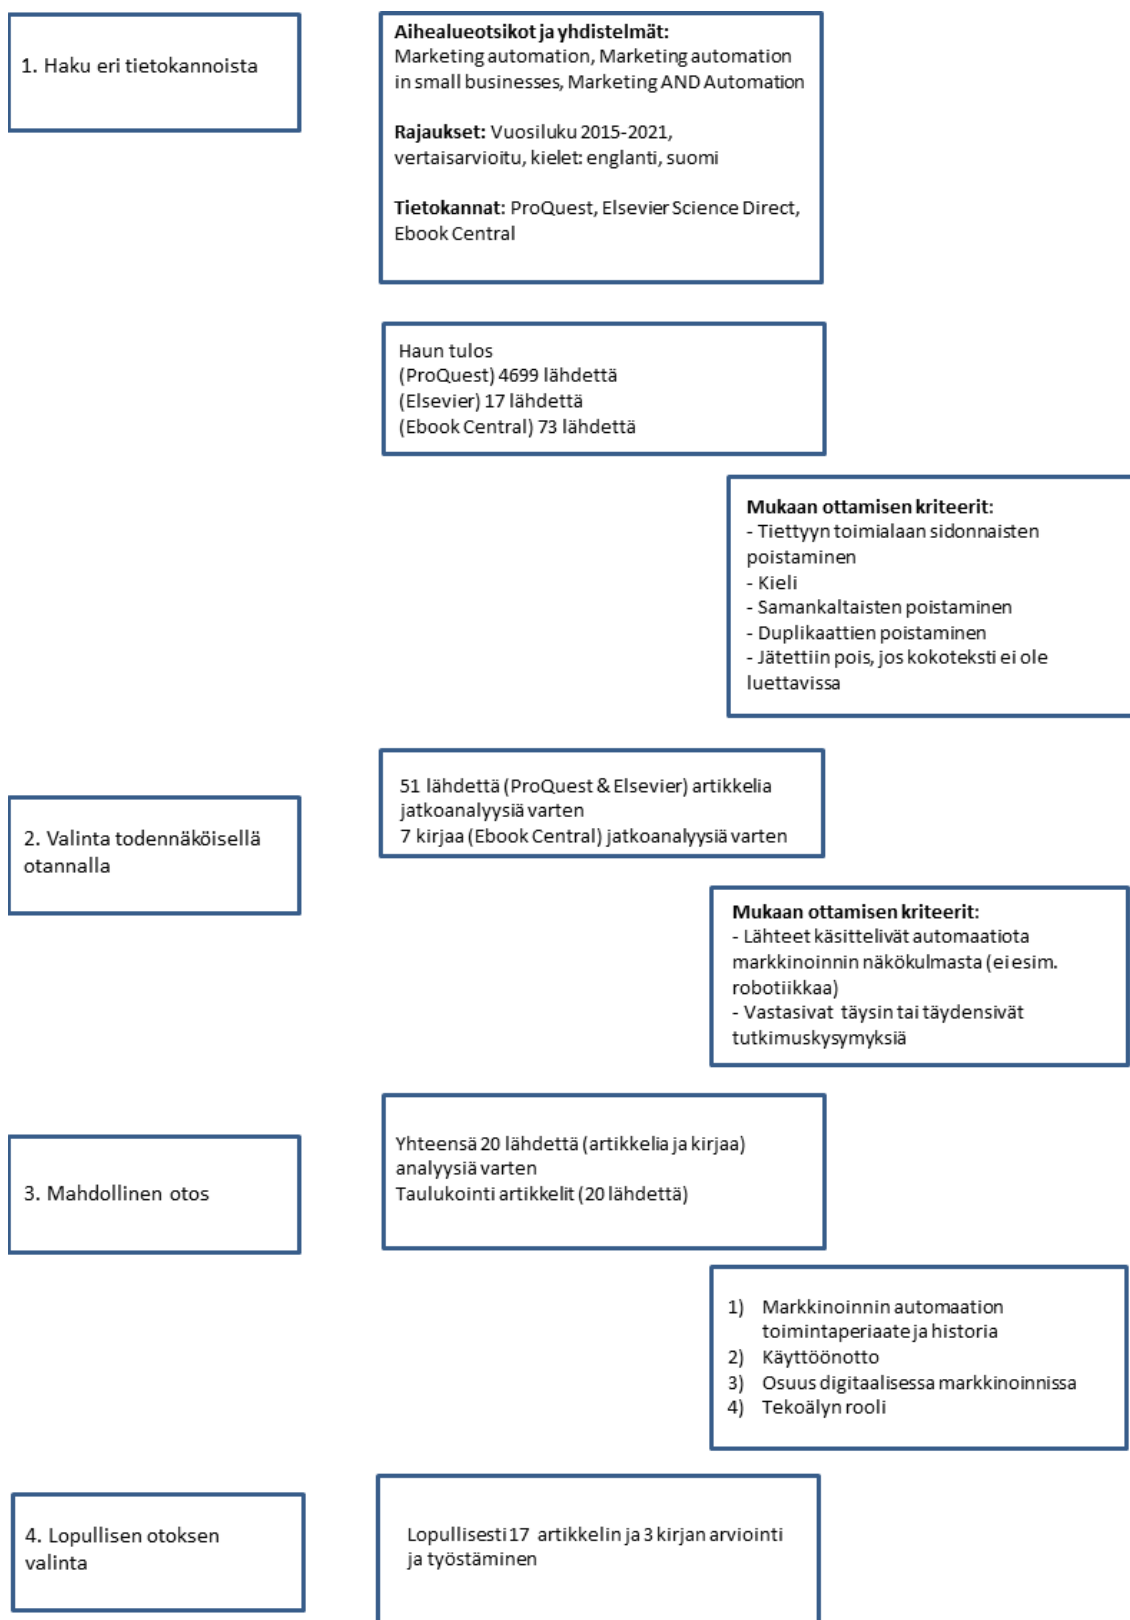 1. Haku eri tietokannoista
Aihealueotsikot ja yhdistelmät:
Marketing automation, Marketing automation
in small businesses, Marketing AND Automation
Rajaukset: Vuosiluku 2015-2021,
vertaisarvioitu, kielet: englanti, suomi
Tietokannat: ProQuest, Elsevier Science Direct,
Ebook Central
Haun tulos
(ProQuest) 4699 lähdettä
(Elsevier) 17 lähdettä
(Ebook Central) 73 lähdettä
Mukaan ottamisen kriteerit:
- Tiettyyn toimialaan sidonnaisten
poistaminen
- Kieli
- Samankaltaisten poistaminen
- Duplikaattien poistaminen
- Jätettiin pois, jos kokoteksti ei ole
luettavissa
2. Valinta todennäköisellä
otannalla
51 lähdettä (ProQuest & Elsevier) artikkelia
jatkoanalyysiä varten
7 kirjaa (Ebook Central) jatkoanalyysiä varten
Mukaan ottamisen kriteerit:
- Lähteet käsittelivät automaatiota
markkinoinnin näkökulmasta (ei esim.
robotiikkaa)
- Vastasivat täysin tai täydensivät
tutkimuskysymyksiä
3. Mahdollinen otos
Yhteensä 20 lähdettä (artikkelia ja kirjaa)
analyysiä varten
Taulukointi artikkelit (20 lähdettä)
1) Markkinoinnin automaation
toimintaperiaate ja historia
2) Käyttöönotto
3) Osuus digitaalisessa markkinoinnissa
4) Tekoälyn rooli
4. Lopullisen otoksen
valinta
Lopullisesti 17 artikkelin ja 3 kirjan arviointi
ja työstäminen